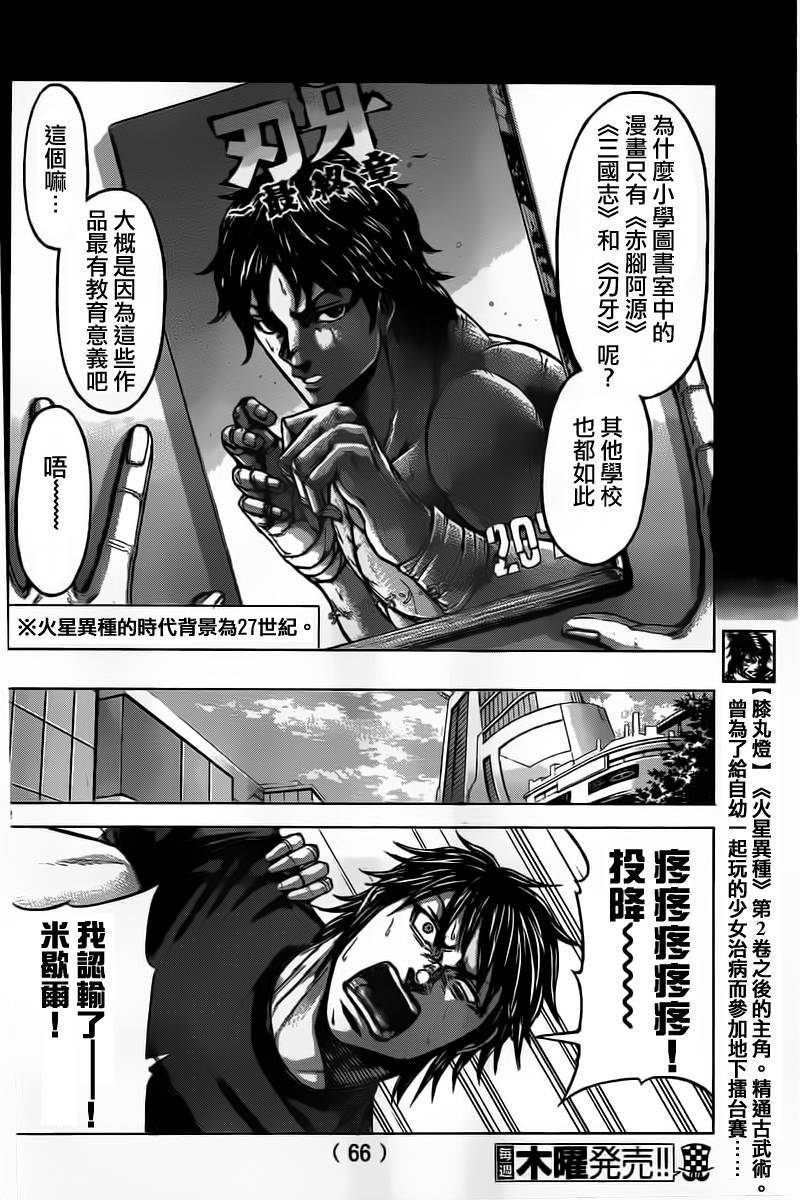 為什麼小學圖書室中的
漫畫只有《赤腳阿源》
《三國志》和《刃牙》呢?
其他學校
也都如此
刃牙
~最終章~
207
這個嘛…
大概是因為這些作
品最有教育意義吧
唔~~~
※火星異種的時代背景為27世紀。
【膝丸燈】《火星異種》第2卷之後的主角。精通古武術。
曾為了給自幼一起玩的少女治病而參加地下擂台賽……
疼疼疼疼疼!
投降~~~
我認輸了——!
米歇爾!
(66)
毎週木曜発売!!